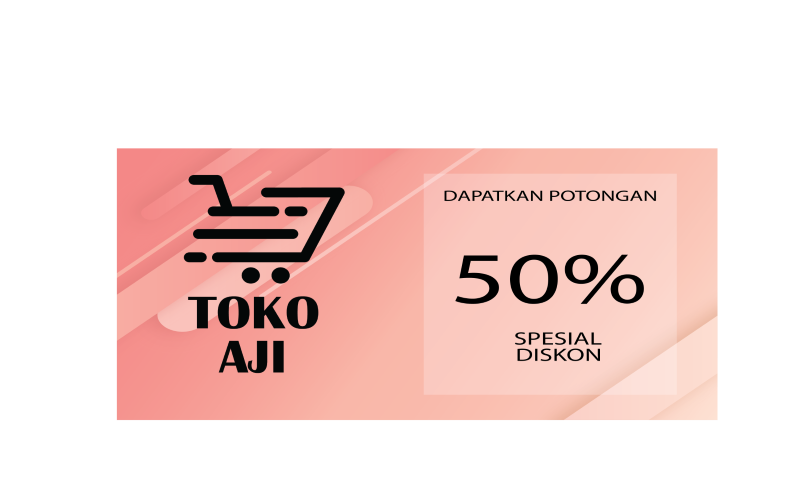 TOKO
AJI
DAPATKAN POTONGAN
50%
SPESIAL
DISKON